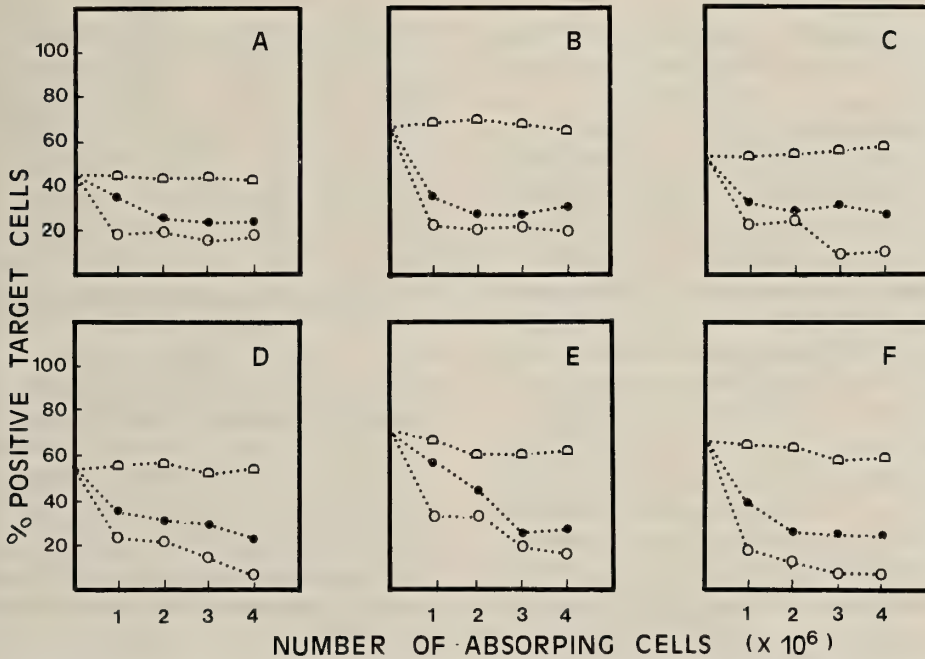 % POSITIVE TARGET CELLS
A
100
80
60
40
20
B
C
D
100
80
60
40
20
1 2 3 4
E
1 2 3 4
F
1 2 3 4
NUMBER OF ABSORPING CELLS (x 10⁶)